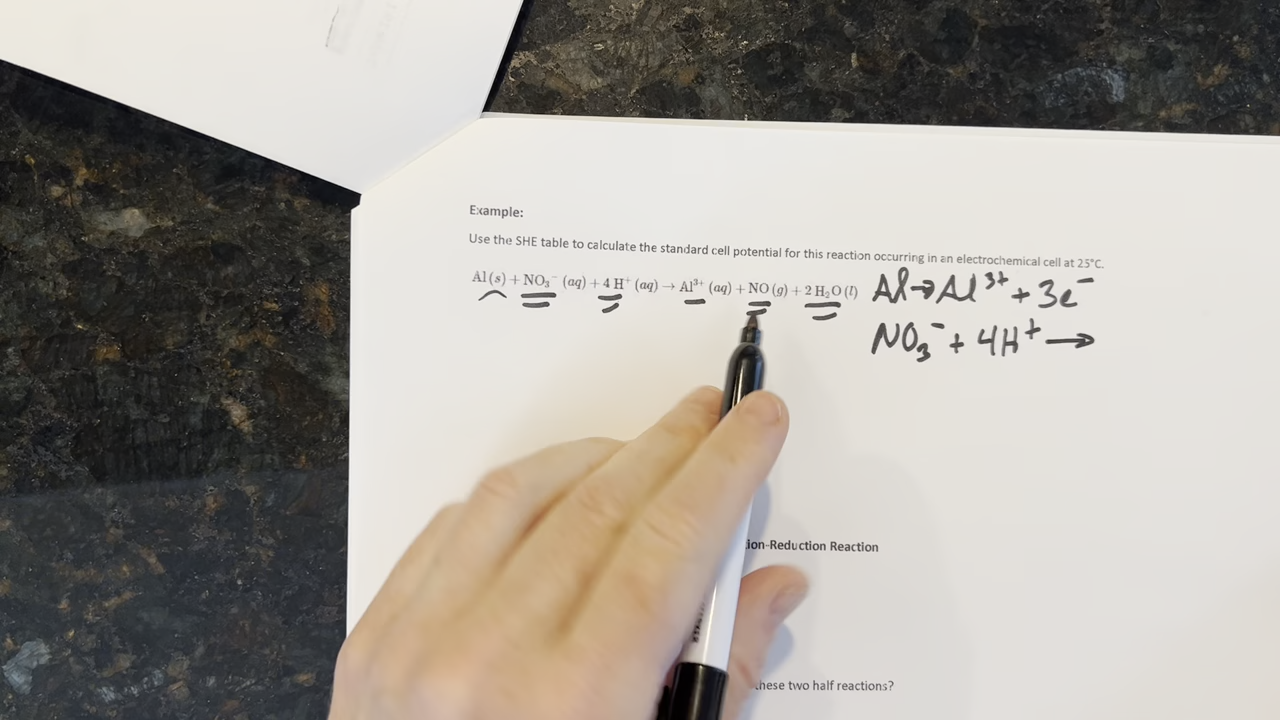 Example:
Use the SHE table to calculate the standard cell potential for this reaction occurring in an electrochemical cell at 25°C.
Al(s) + NO₃⁻ (aq) + 4 H⁺ (aq) → Al³⁺ (aq) + NO (g) + 2 H₂O (l)
Al → Al³⁺ + 3e⁻
NO₃⁻ + 4H⁺ →
ion-Reduction Reaction
these two half reactions?